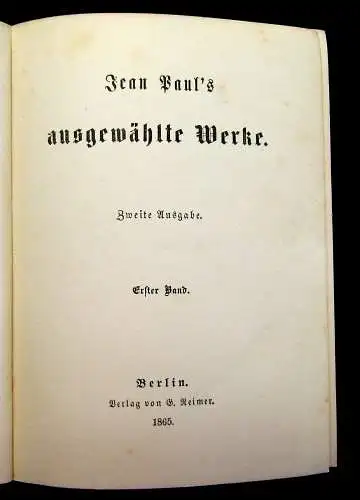 Jean Paul's
ausgewählte Werke.
Zweite Ausgabe.
Erster Band.
Berlin.
Verlag von G. Reimer.
1865.